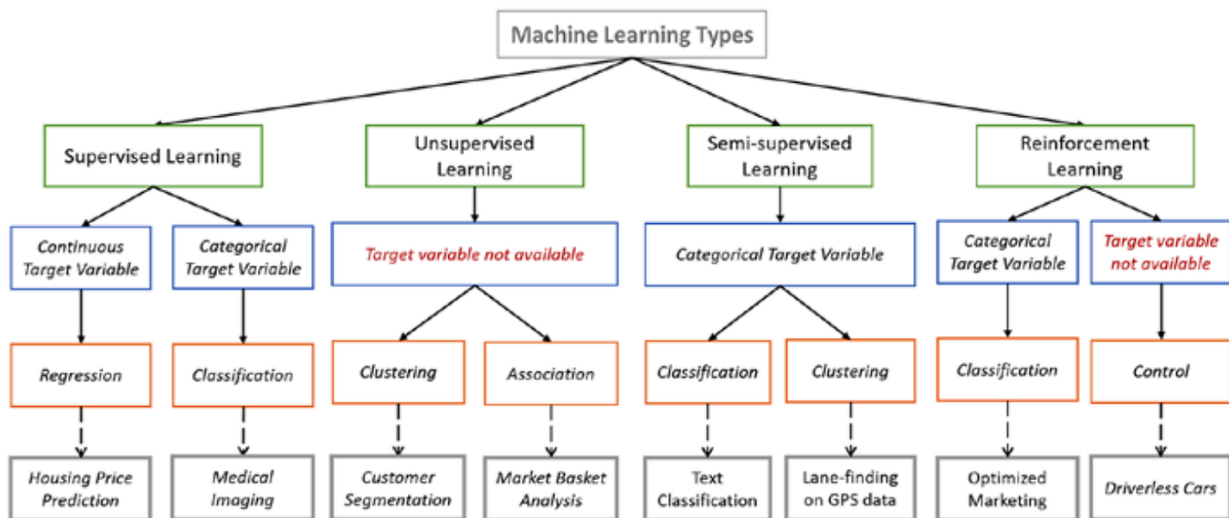 Machine Learning Types
Supervised Learning
Unsupervised
Learning
Semi-supervised
Learning
Reinforcement
Learning
Continuous
Target Variable
Categorical
Target Variable
Target variable not available
Categorical Target Variable
Categorical
Target Variable
Target variable
not available
Regression
Classification
Clustering
Association
Classification
Clustering
Classification
Control
Housing Price
Prediction
Medical
Imaging
Customer
Segmentation
Market Basket
Analysis
Text
Classification
Lane-finding
on GPS data
Optimized
Marketing
Driverless Cars